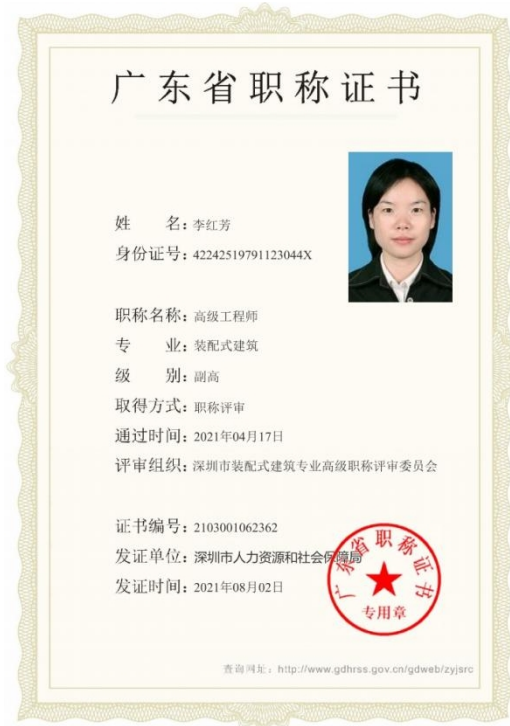 广东省职称证书
姓 名：李红芳
身份证号：42242519791123044X
职称名称：高级工程师
专 业：装配式建筑
级 别：副高
取得方式：职称评审
通过时间：2021年04月17日
评审组织：深圳市装配式建筑专业高级职称评审委员会
证书编号：2103001062362
发证单位：深圳市人力资源和社会保障局
发证时间：2021年08月02日
广东省职称证书
专用章
查询网址：http://www.gdhrss.gov.cn/gdweb/zyjsrc